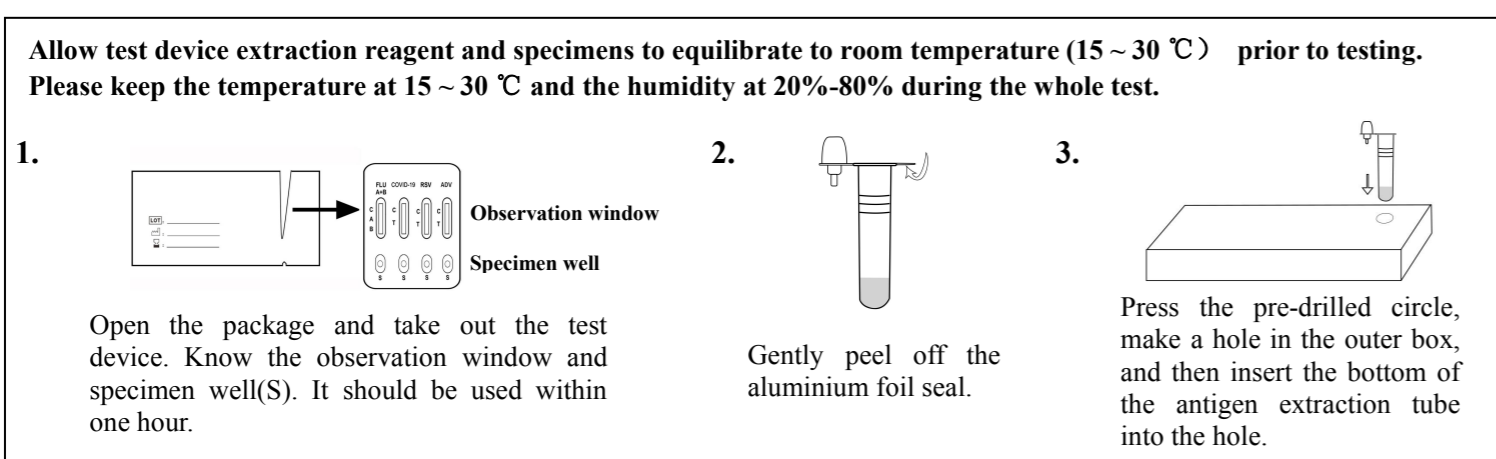 Allow test device extraction reagent and specimens to equilibrate to room temperature (15 ~ 30 ℃） prior to testing.
Please keep the temperature at 15 ~ 30 ℃ and the humidity at 20%-80% during the whole test.
1.
LOT:
:
:
FLU COVID-19 RSV ADV
A+B
C C C C
A
T T T
B
S S S S
Observation window
Specimen well
Open the package and take out the test
device. Know the observation window and
specimen well(S). It should be used within
one hour.
2.
Gently peel off the
aluminium foil seal.
3.
Press the pre-drilled circle,
make a hole in the outer box,
and then insert the bottom of
the antigen extraction tube
into the hole.